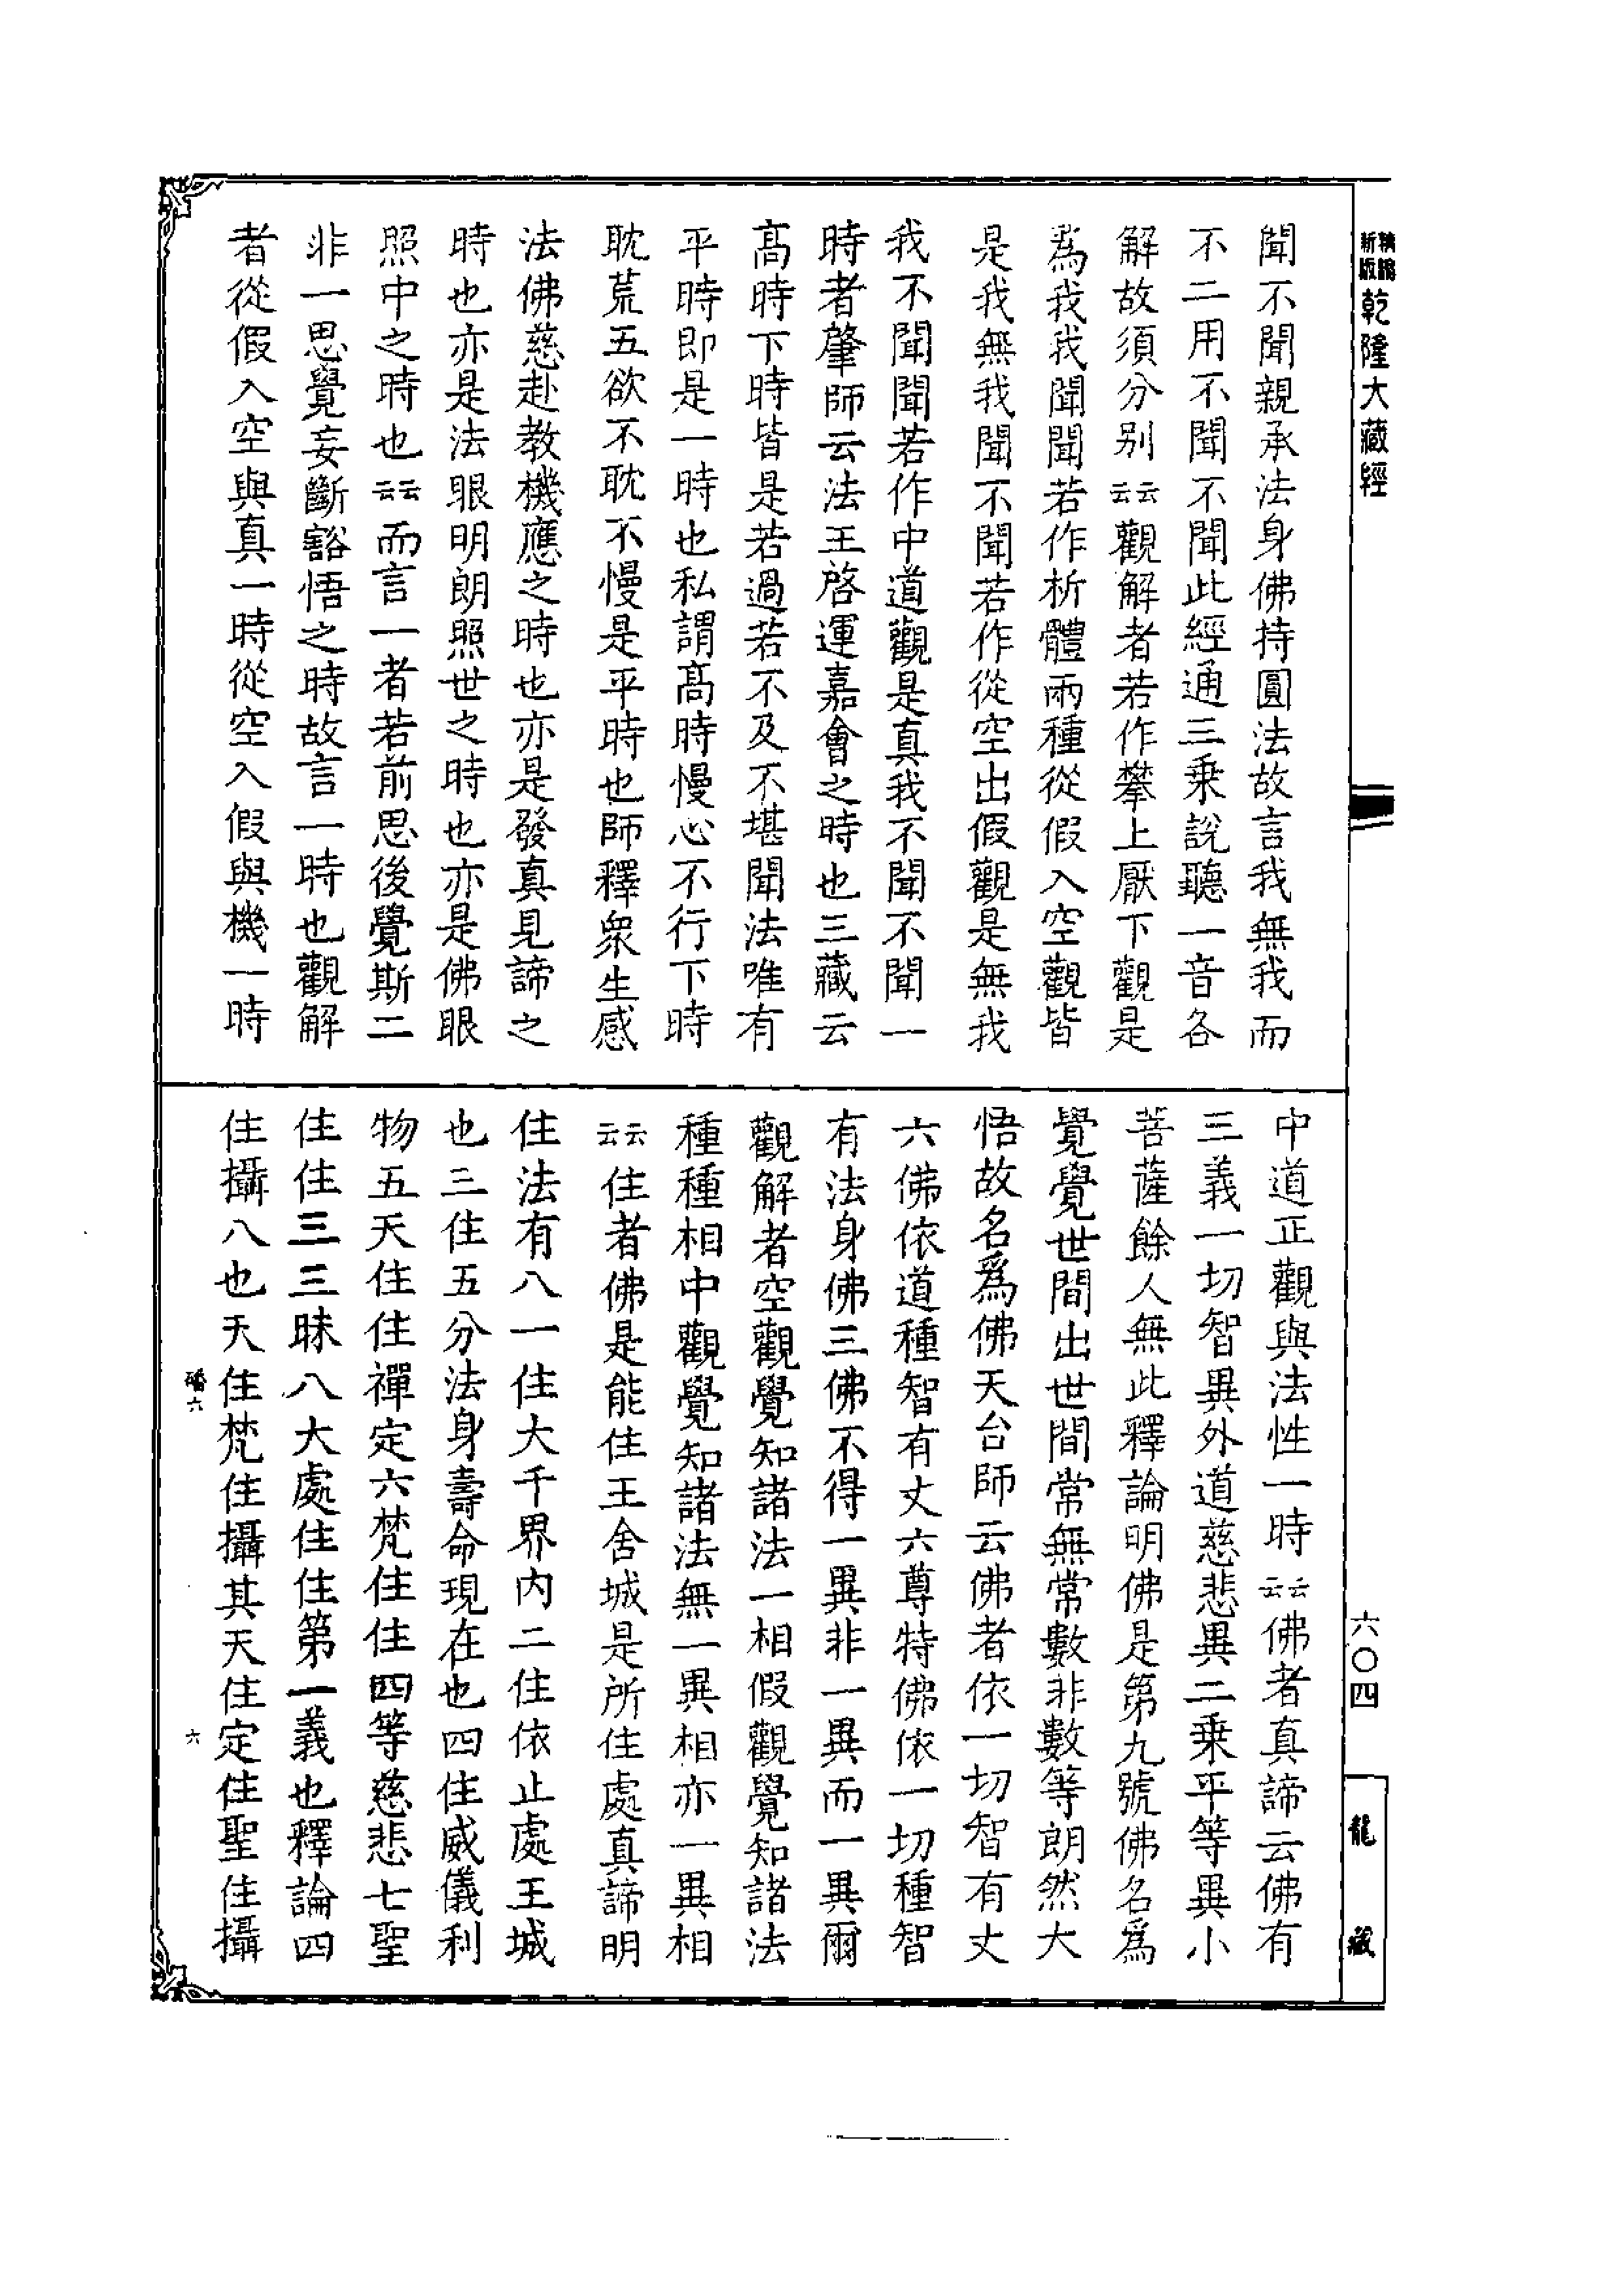 新版 精縮 乾隆大藏經
聞不聞親承法身佛持圓法故言我無我而
不二用不聞不聞此經通三乘說聽一音各
解故須分別云云觀解者若作攀上厭下觀是
為我我聞聞若作析體兩種從假入空觀皆
是我無我聞不聞若作從空出假觀是無我
我不聞聞若作中道觀是真我不聞不聞一
時者肇師云法王啓運嘉會之時也三藏云
高時下時皆是若過若不及不堪聞法唯有
平時即是一時也私謂高時慢心不行下時
耽荒五欲不耽不慢是平時也師釋衆生感
法佛慈赴教機應之時也亦是發真見諦之
時也亦是法眼明朗照世之時也亦是佛眼
照中之時也云云而言一者若前思後覺斯二
非一思覺妄斷豁悟之時故言一時也觀解
者從假入空與真一時從空入假與機一時
中道正觀與法性一時云云佛者真諦云佛有
三義一切智異外道慈悲異二乘平等異小
菩薩餘人無此釋論明佛是第九號佛名爲
覺覺世間出世間常無常數非數等朗然大
悟故名爲佛天台師云佛者依一切智有丈
六佛依道種智有丈六尊特佛依一切種智
有法身佛三佛不得一異非一異而一異爾
觀解者空觀覺知諸法一相假觀覺知諸法
種種相中觀覺知諸法無一異相亦一異相
云云住者佛是能住王舍城是所住處真諦明
住法有八一住大千界內二住依止處王城
也三住五分法身壽命現在也四住威儀利
物五天住住禪定六梵住住四等慈悲七聖
住住三三昧八大處住住第一義也釋論四
住攝八也天住梵住攝其天住定住聖住攝
六〇四
龍藏
六
六